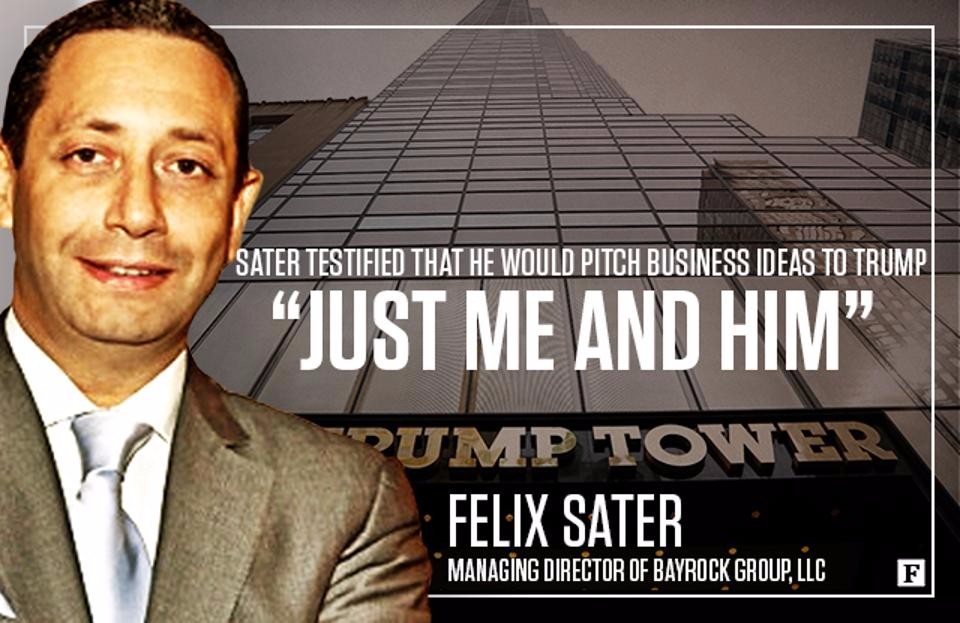 SATER TESTIFIED THAT HE WOULD PITCH BUSINESS IDEAS TO TRUMP
“JUST ME AND HIM”
RUMP TOWER
FELIX SATER
MANAGING DIRECTOR OF BAYROCK GROUP, LLC
F